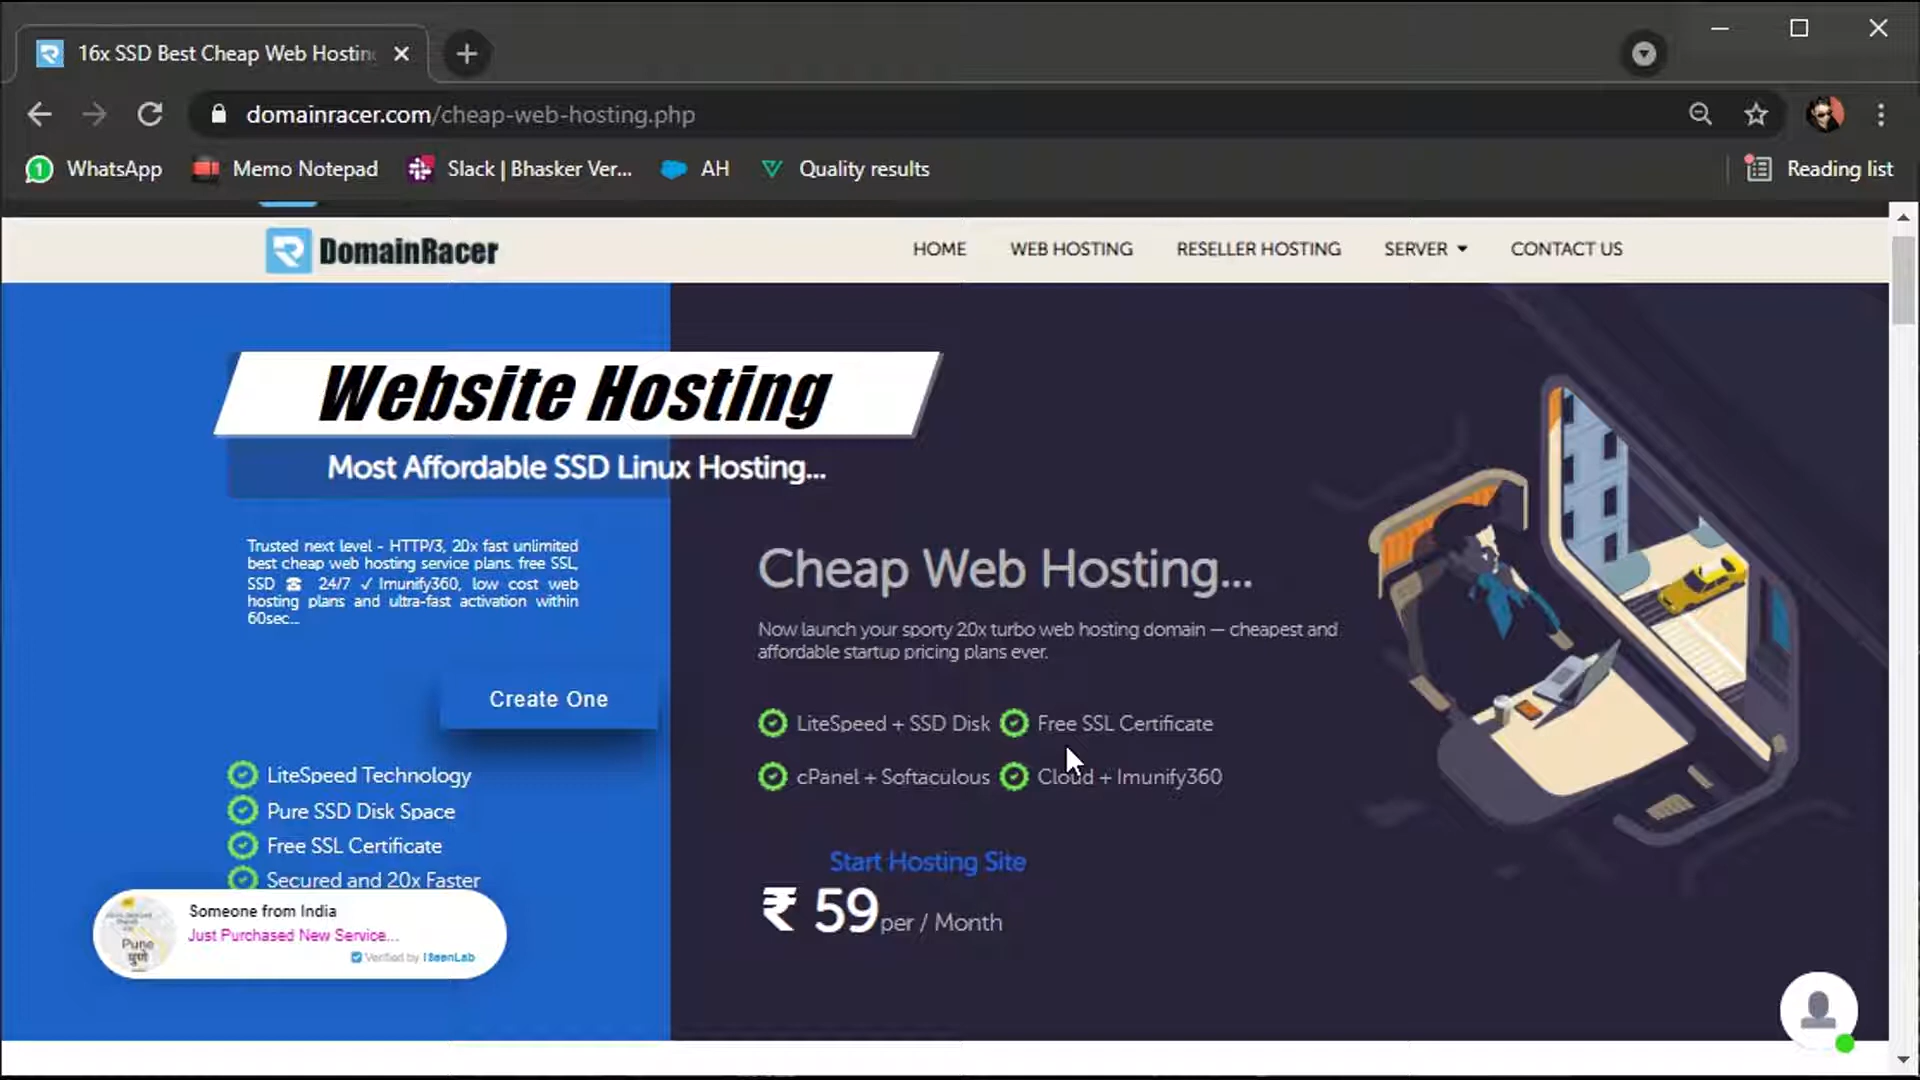 16x SSD Best Cheap Web Hosting
domainracer.com/cheap-web-hosting.php
WhatsApp
Memo Notepad
Slack | Bhasker Ver...
AH
Quality results
Reading list
DomainRacer
HOME
WEB HOSTING
RESELLER HOSTING
SERVER
CONTACT US
Website Hosting
Most Affordable SSD Linux Hosting...
Trusted next level - HTTP/3, 20x fast unlimited
best cheap web hosting service plans. free SSL,
SSD ☎ 24/7 ✓ Imunify360, low cost web
hosting plans and ultra-fast activation within
60sec...
Create One
LiteSpeed Technology
Pure SSD Disk Space
Free SSL Certificate
Secured and 20x Faster
Cheap Web Hosting...
Now launch your sporty 20x turbo web hosting domain — cheapest and
affordable startup pricing plans ever.
LiteSpeed + SSD Disk
Free SSL Certificate
cPanel + Softaculous
Cloud + Imunify360
Start Hosting Site
₹ 59 per / Month
Someone from India
Just Purchased New Service...
Verified by ISeenLab
Pune
पुणे